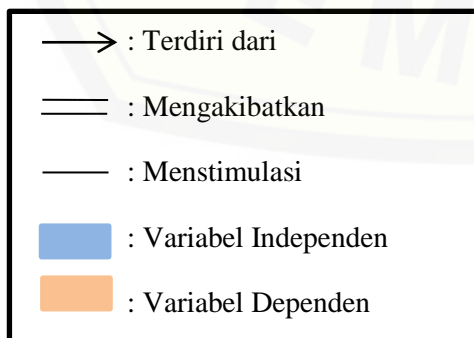 : Terdiri dari
: Mengakibatkan
: Menstimulasi
: Variabel Independen
: Variabel Dependen